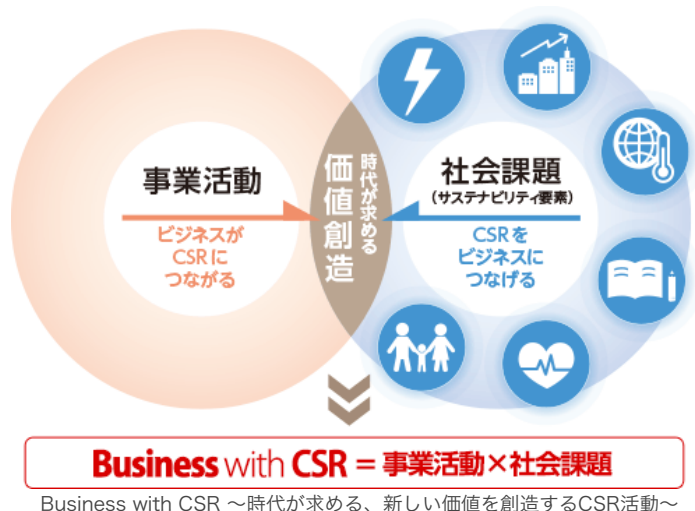 事業活動
ビジネスが
CSRに
つながる
時代が求める
価値創造
社会課題
(サステナビリティ要素)
CSRを
ビジネスに
つなげる
Business with CSR = 事業活動×社会課題
Business with CSR ～時代が求める、新しい価値を創造するCSR活動～